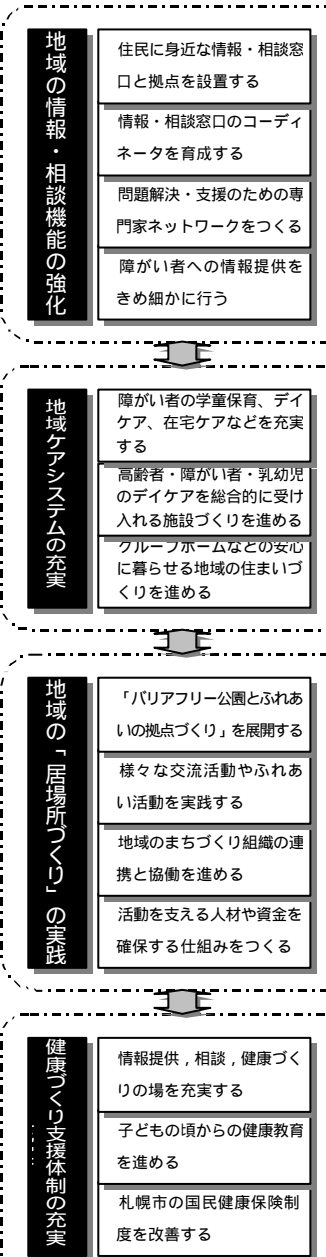 地域の情報・相談機能の強化
住民に身近な情報・相談窓
口と拠点を設置する
情報・相談窓口のコーディ
ネータを育成する
問題解決・支援のための専
門家ネットワークをつくる
障がい者への情報提供を
きめ細かに行う
地域ケアシステムの充実
障がい者の学童保育、デイ
ケア、在宅ケアなどを充実
する
高齢者・障がい者・乳幼児
のデイケアを総合的に受け
入れる施設づくりを進める
グループホームなどの安心
に暮らせる地域の住まいづ
くりを進める
地域の「居場所づくり」の実践
「バリアフリー公園とふれあ
いの拠点づくり」を展開する
様々な交流活動やふれあ
い活動を実践する
地域のまちづくり組織の連
携と協働を進める
活動を支える人材や資金を
確保する仕組みをつくる
健康づくり支援体制の充実
情報提供，相談，健康づく
りの場を充実する
子どもの頃からの健康教育
を進める
札幌市の国民健康保険制
度を改善する